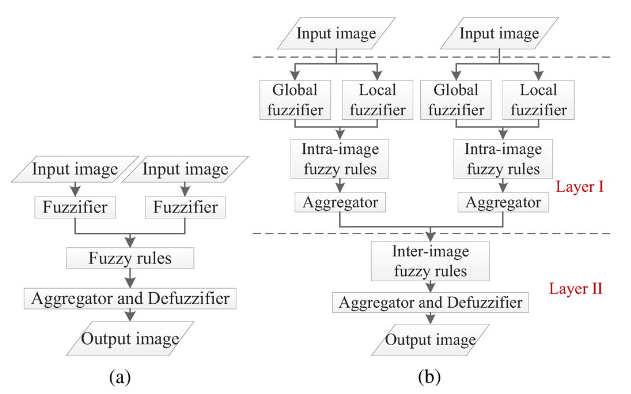 Input image
Input image
Fuzzifier
Fuzzifier
Fuzzy rules
Aggregator and Defuzzifier
Output image
(a)
Input image
Input image
Global
fuzzifier
Local
fuzzifier
Global
fuzzifier
Local
fuzzifier
Intra-image
fuzzy rules
Intra-image
fuzzy rules
Aggregator
Aggregator
Layer I
Inter-image
fuzzy rules
Layer II
Aggregator and Defuzzifier
Output image
(b)